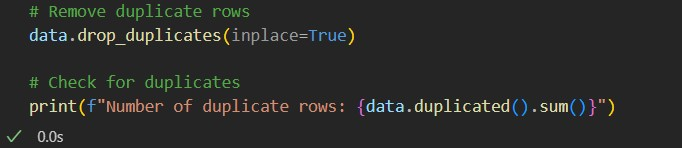 # Remove duplicate rows
data.drop_duplicates(inplace=True)
# Check for duplicates
print(f"Number of duplicate rows: {data.duplicated().sum()}")
✓ 0.0s